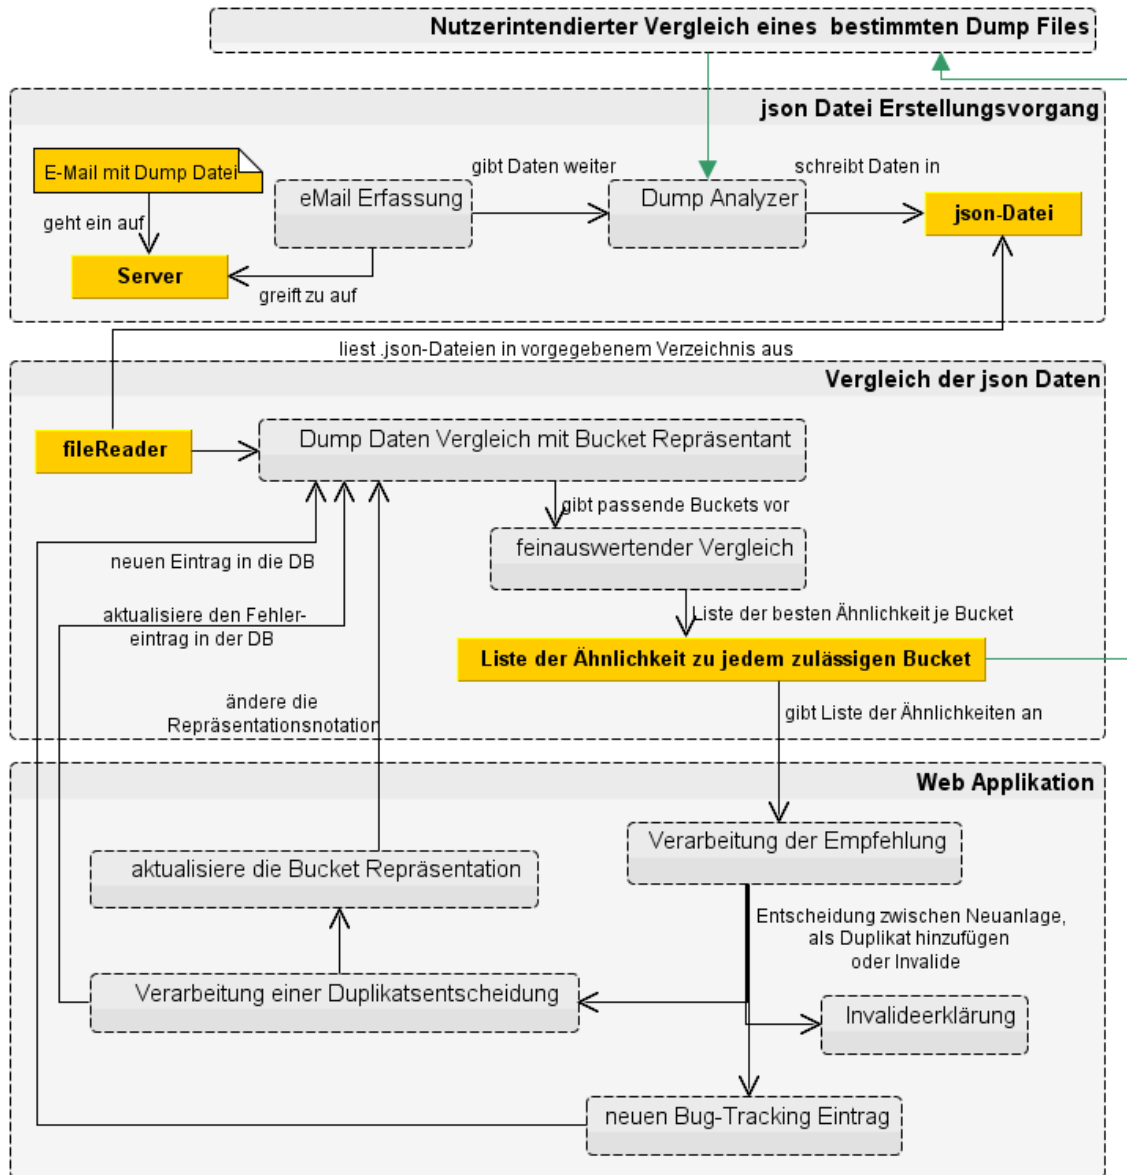 Nutzerintendierter Vergleich eines bestimmten Dump Files
json Datei Erstellungsvorgang
E-Mail mit Dump Datei
gibt Daten weiter
schreibt Daten in
eMail Erfassung
Dump Analyzer
json-Datei
geht ein auf
Server
greift zu auf
liest .json-Dateien in vorgegebenem Verzeichnis aus
Vergleich der json Daten
fileReader
Dump Daten Vergleich mit Bucket Repräsentant
gibt passende Buckets vor
feinauswertender Vergleich
neuen Eintrag in die DB
aktualisiere den Fehler-
eintrag in der DB
Liste der besten Ähnlichkeit je Bucket
Liste der Ähnlichkeit zu jedem zulässigen Bucket
ändere die
Repräsentationsnotation
gibt Liste der Ähnlichkeiten an
Web Applikation
Verarbeitung der Empfehlung
aktualisiere die Bucket Repräsentation
Entscheidung zwischen Neuanlage,
als Duplikat hinzufügen
oder Invalide
Verarbeitung einer Duplikatsentscheidung
Invalideerklärung
neuen Bug-Tracking Eintrag